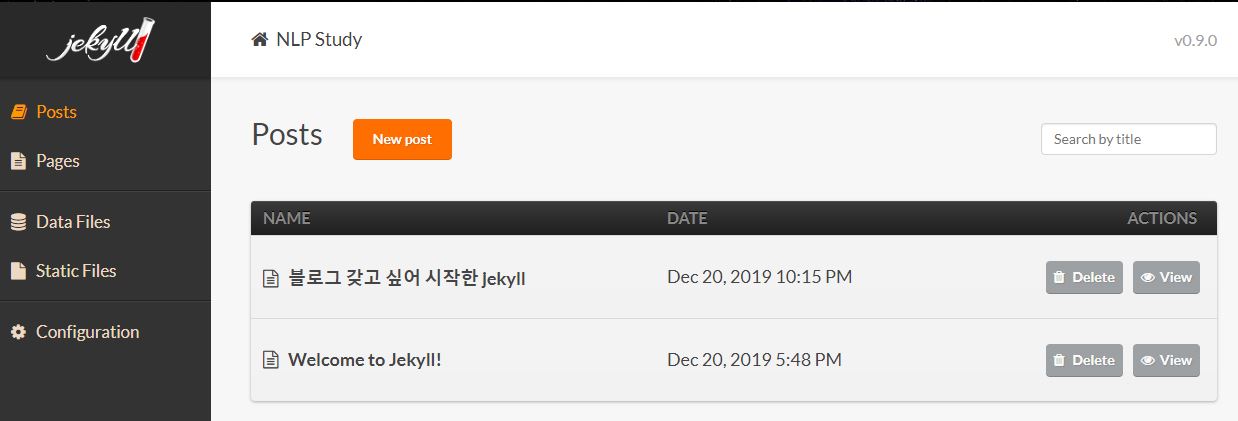 jekyll
NLP Study
v0.9.0
Posts
Pages
Data Files
Static Files
Configuration
Posts
New post
Search by title
NAME DATE ACTIONS
블로그 갖고 싶어 시작한 jekyll Dec 20, 2019 10:15 PM Delete View
Welcome to Jekyll! Dec 20, 2019 5:48 PM Delete View